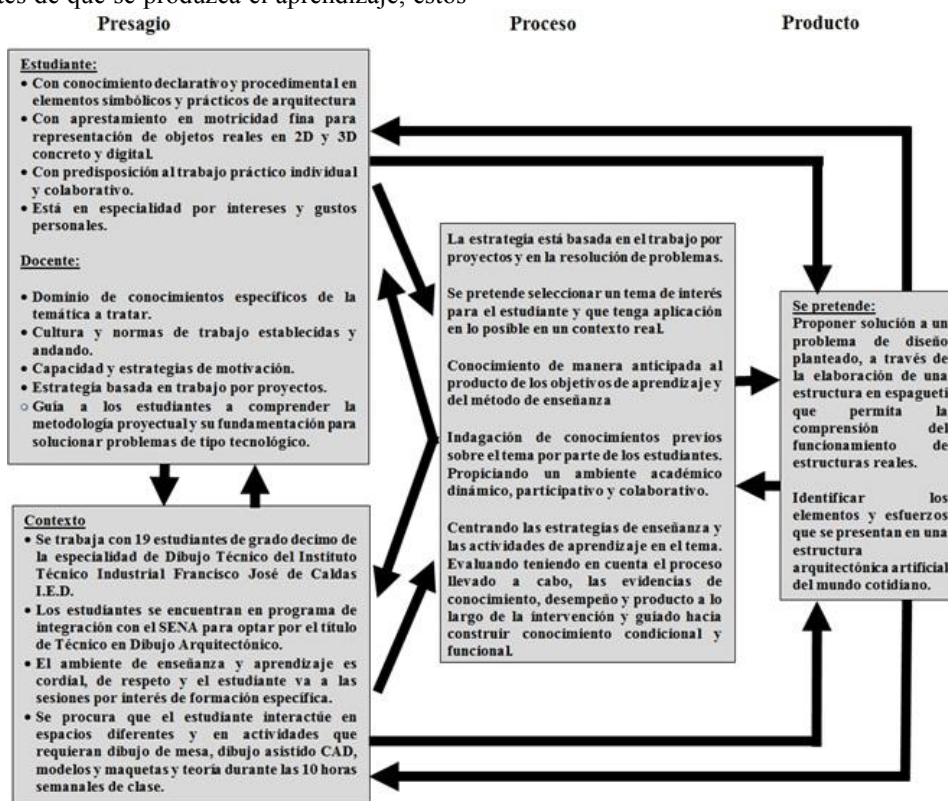 tes de que se produzca el aprendizaje, estos
Presagio
Proceso
Producto
Estudiante:
• Con conocimiento declarativo y procedimental en
elementos simbólicos y prácticos de arquitectura
• Con aprestamiento en motricidad fina para
representación de objetos reales en 2D y 3D
concreto y digital.
• Con predisposición al trabajo práctico individual
y colaborativo.
• Está en especialidad por intereses y gustos
personales.
Docente:
• Dominio de conocimientos específicos de la
temática a tratar.
• Cultura y normas de trabajo establecidas y
andando.
• Capacidad y estrategias de motivación.
• Estrategia basada en trabajo por proyectos.
○ Guía a los estudiantes a comprender la
metodología proyectual y su fundamentación para
solucionar problemas de tipo tecnológico.
Contexto
• Se trabaja con 19 estudiantes de grado decimo de
la especialidad de Dibujo Técnico del Instituto
Técnico Industrial Francisco José de Caldas
I.E.D.
• Los estudiantes se encuentran en programa de
integración con el SENA para optar por el título
de Técnico en Dibujo Arquitectónico.
• El ambiente de enseñanza y aprendizaje es
cordial, de respeto y el estudiante va a las
sesiones por interés de formación específica.
• Se procura que el estudiante interactúe en
espacios diferentes y en actividades que
requieran dibujo de mesa, dibujo asistido CAD,
modelos y maquetas y teoría durante las 10 horas
semanales de clase.
La estrategia está basada en el trabajo por
proyectos y en la resolución de problemas.
Se pretende seleccionar un tema de interés
para el estudiante y que tenga aplicación
en lo posible en un contexto real.
Conocimiento de manera anticipada al
producto de los objetivos de aprendizaje y
del método de enseñanza
Indagación de conocimientos previos
sobre el tema por parte de los estudiantes.
Propiciando un ambiente académico
dinámico, participativo y colaborativo.
Centrando las estrategias de enseñanza y
las actividades de aprendizaje en el tema.
Evaluando teniendo en cuenta el proceso
llevado a cabo, las evidencias de
conocimiento, desempeño y producto a lo
largo de la intervención y guiado hacia
construir conocimiento condicional y
funcional.
Se pretende:
Proponer solución a un
problema de diseño
planteado, a través de
la elaboración de una
estructura en espagueti
que permita la
comprensión del
funcionamiento de
estructuras reales.
Identificar los
elementos y esfuerzos
que se presentan en una
estructura
arquitectónica artificial
del mundo cotidiano.